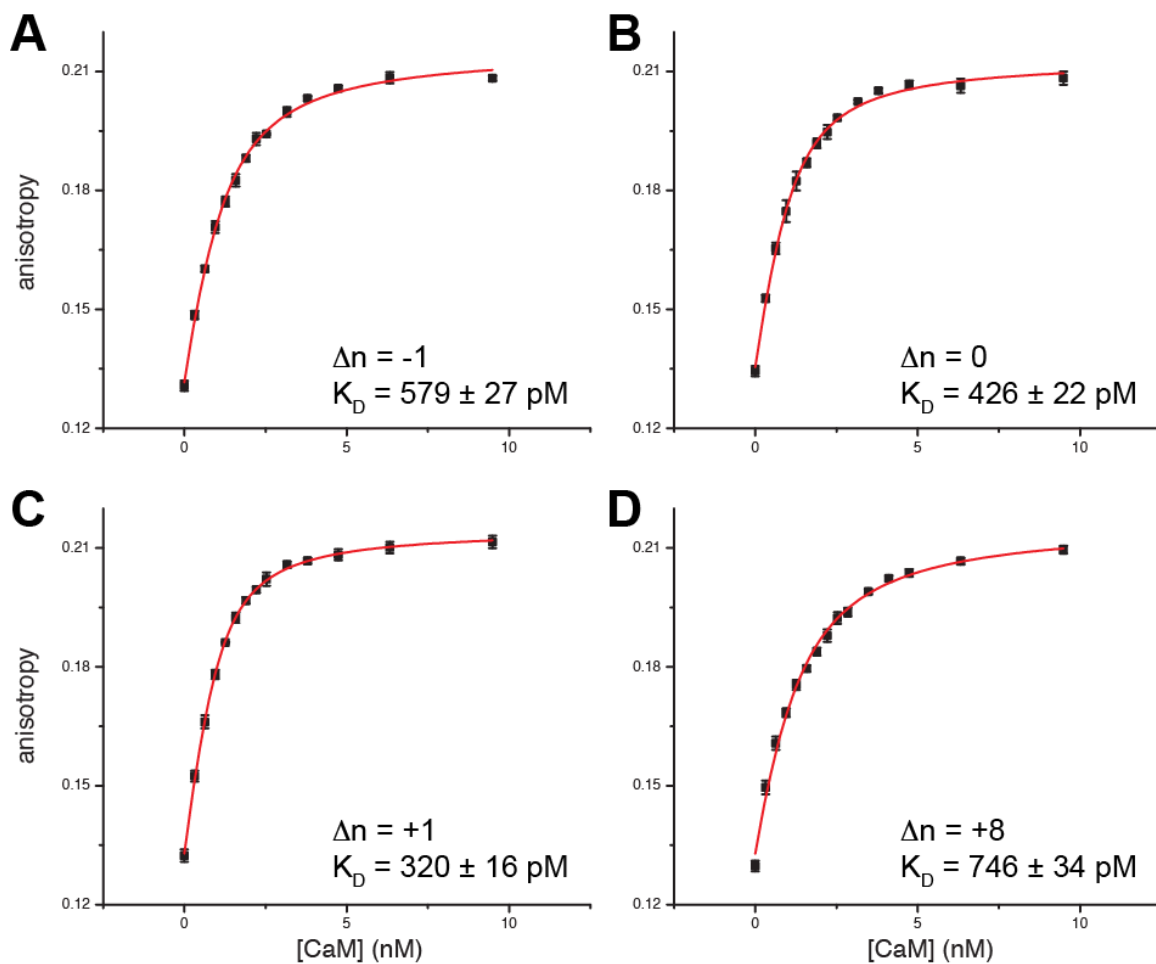 A
B
0.21
0.18
0.15
0.12
anisotropy
Δn = -1
K_D = 579 ± 27 pM
0
5
10
0.21
0.18
0.15
0.12
Δn = 0
K_D = 426 ± 22 pM
0
5
10
C
D
0.21
0.18
0.15
0.12
anisotropy
Δn = +1
K_D = 320 ± 16 pM
0
5
10
[CaM] (nM)
0.21
0.18
0.15
0.12
Δn = +8
K_D = 746 ± 34 pM
0
5
10
[CaM] (nM)